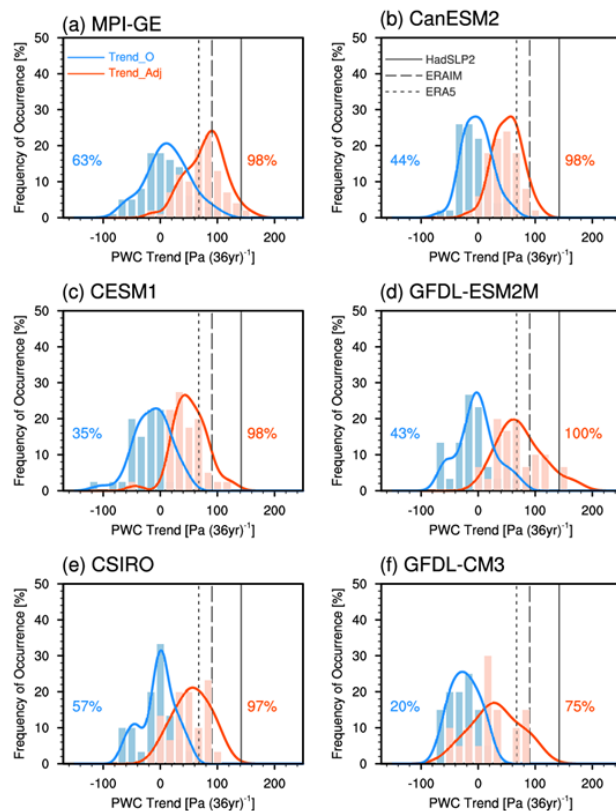 (a) MPI-GE
50
40
30
20
10
0
Frequency of Occurrence [%]
Trend_O
Trend_Adj
63%
98%
-100 0 100 200
PWC Trend [Pa (36yr)⁻¹]
(b) CanESM2
50
40
30
20
10
0
Frequency of Occurrence [%]
HadSLP2
ERAIM
ERA5
44%
98%
-100 0 100 200
PWC Trend [Pa (36yr)⁻¹]
(c) CESM1
50
40
30
20
10
0
Frequency of Occurrence [%]
35%
98%
-100 0 100 200
PWC Trend [Pa (36yr)⁻¹]
(d) GFDL-ESM2M
50
40
30
20
10
0
Frequency of Occurrence [%]
43%
100%
-100 0 100 200
PWC Trend [Pa (36yr)⁻¹]
(e) CSIRO
50
40
30
20
10
0
Frequency of Occurrence [%]
57%
97%
-100 0 100 200
PWC Trend [Pa (36yr)⁻¹]
(f) GFDL-CM3
50
40
30
20
10
0
Frequency of Occurrence [%]
20%
75%
-100 0 100 200
PWC Trend [Pa (36yr)⁻¹]